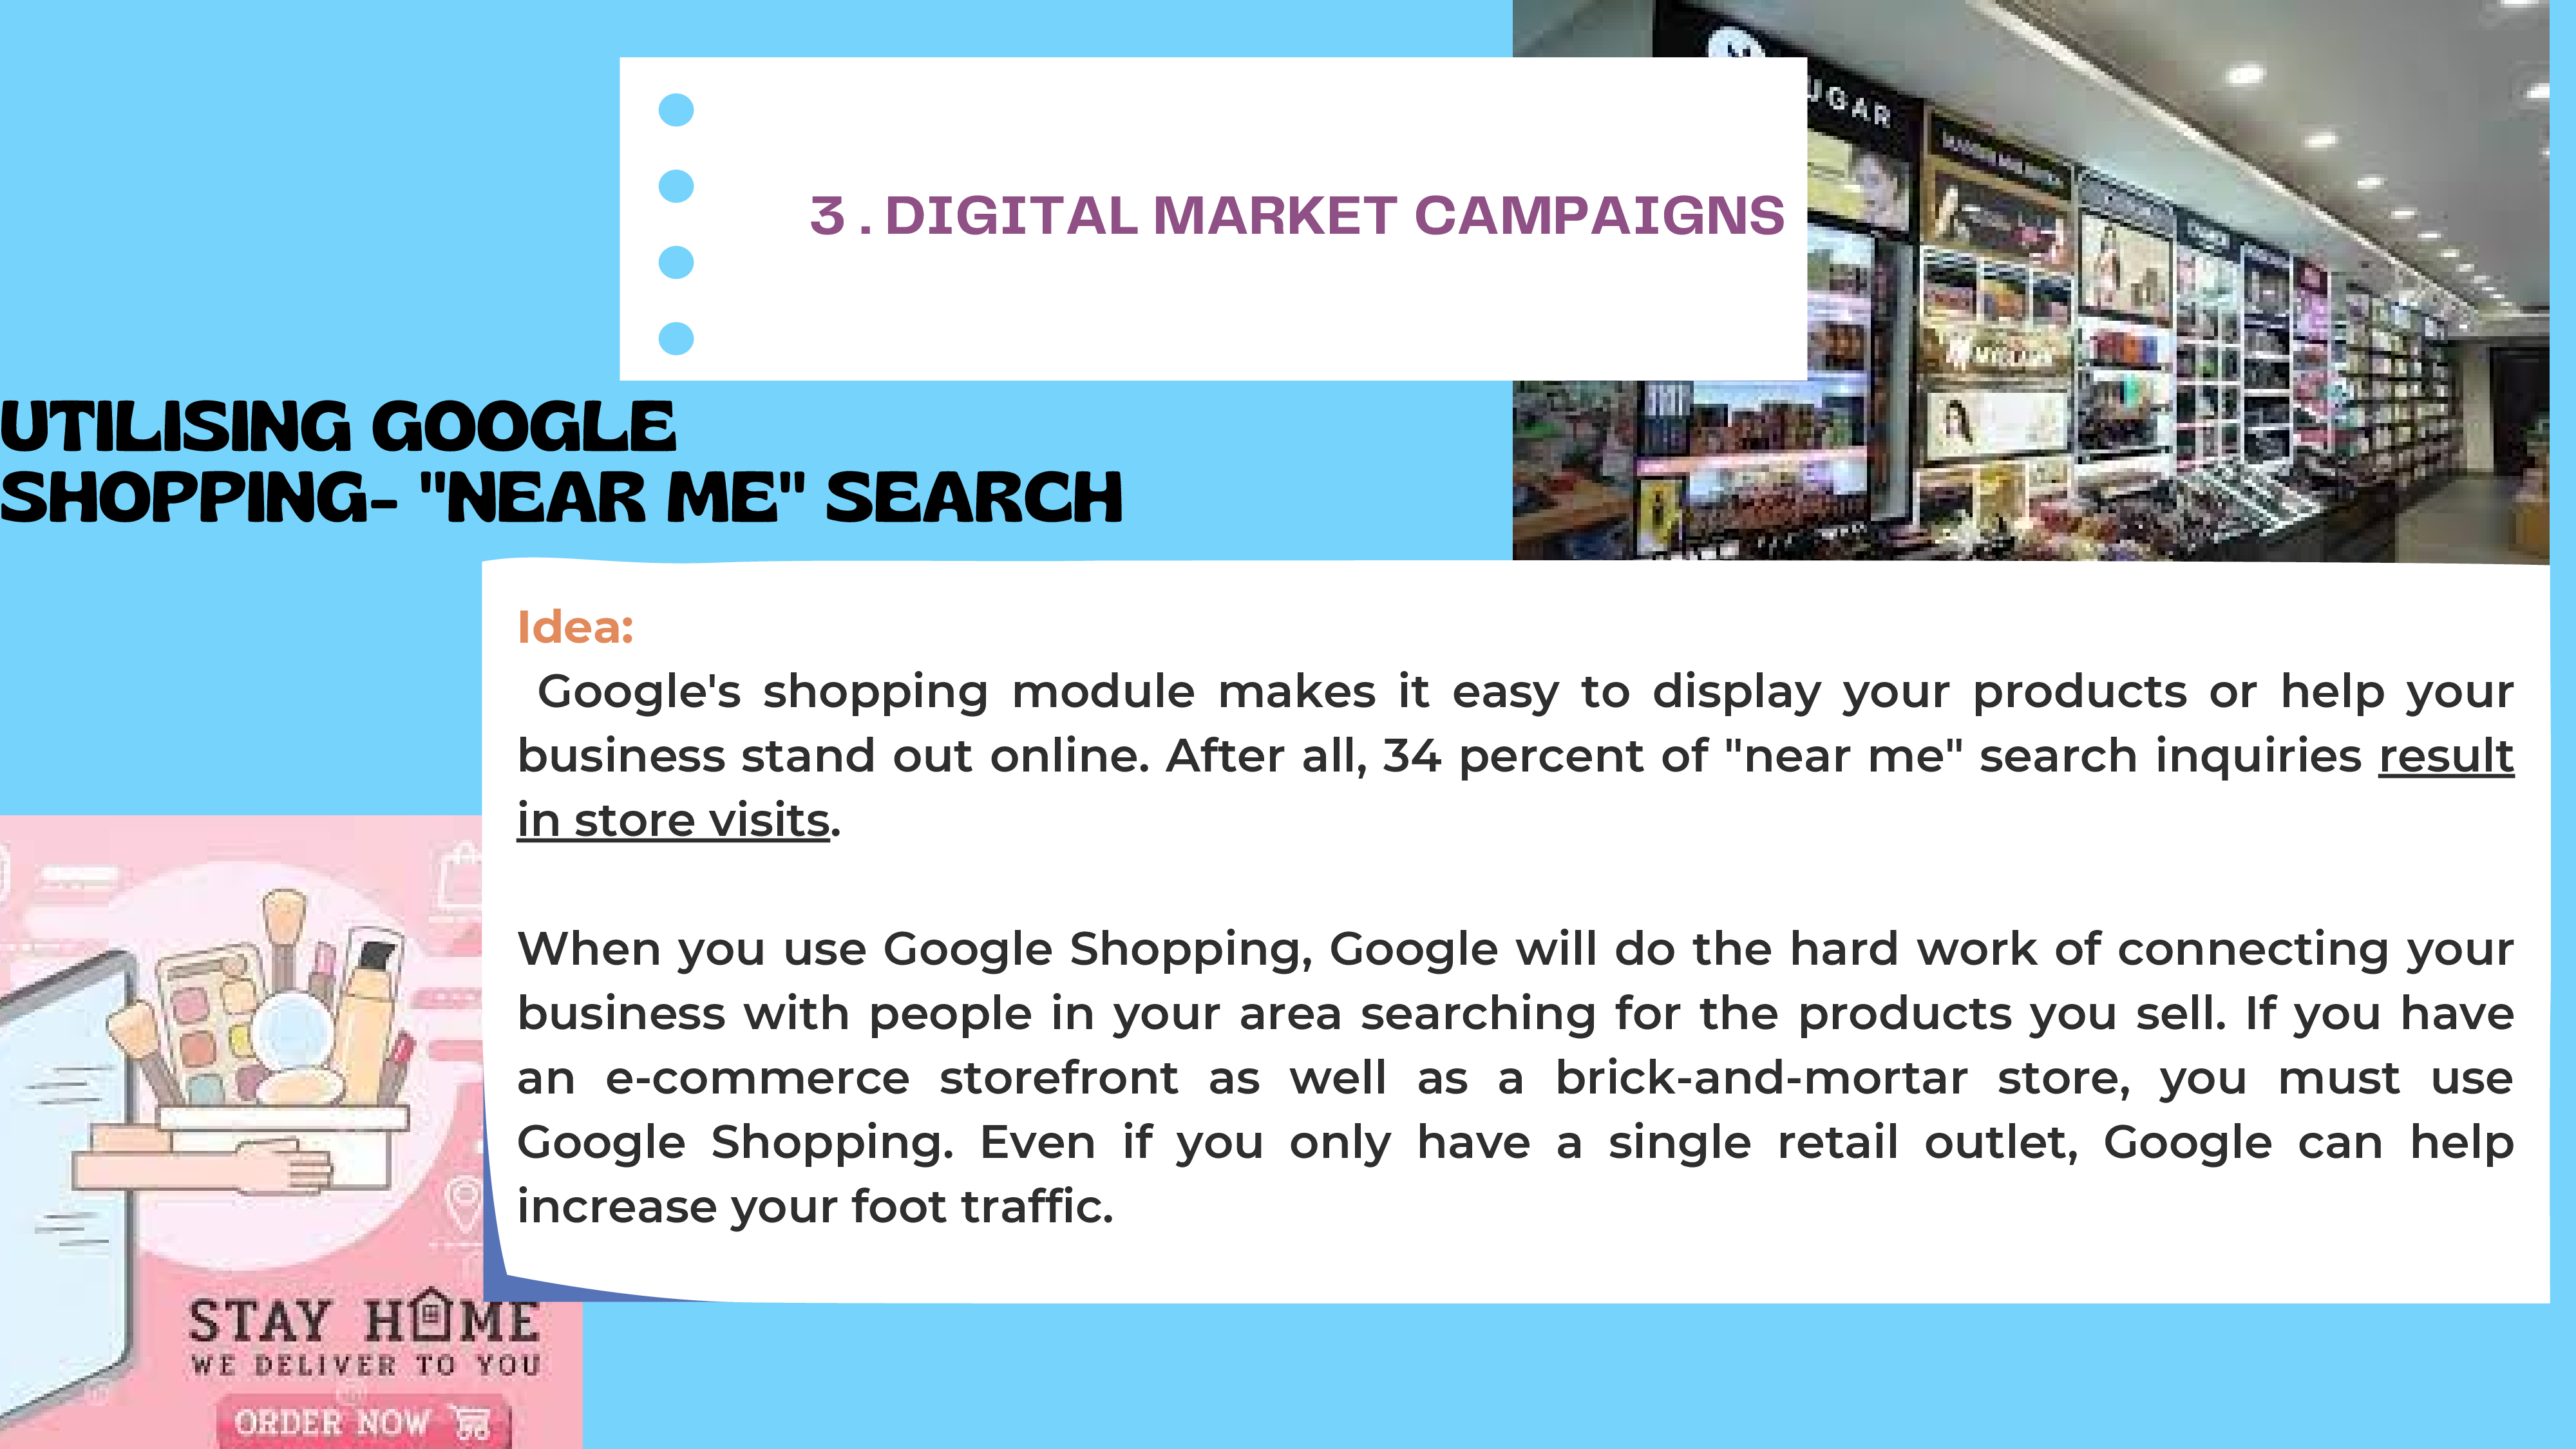 UGAR
3 . DIGITAL MARKET CAMPAIGNS
UTILISING GOOGLE
SHOPPING- "NEAR ME" SEARCH
Idea:
Google's shopping module makes it easy to display your products or help your
business stand out online. After all, 34 percent of "near me" search inquiries result
in store visits.
When you use Google Shopping, Google will do the hard work of connecting your
business with people in your area searching for the products you sell. If you have
an e-commerce storefront as well as a brick-and-mortar store, you must use
Google Shopping. Even if you only have a single retail outlet, Google can help
increase your foot traffic.
STAY HOME
WE DELIVER TO YOU
ORDER NOW